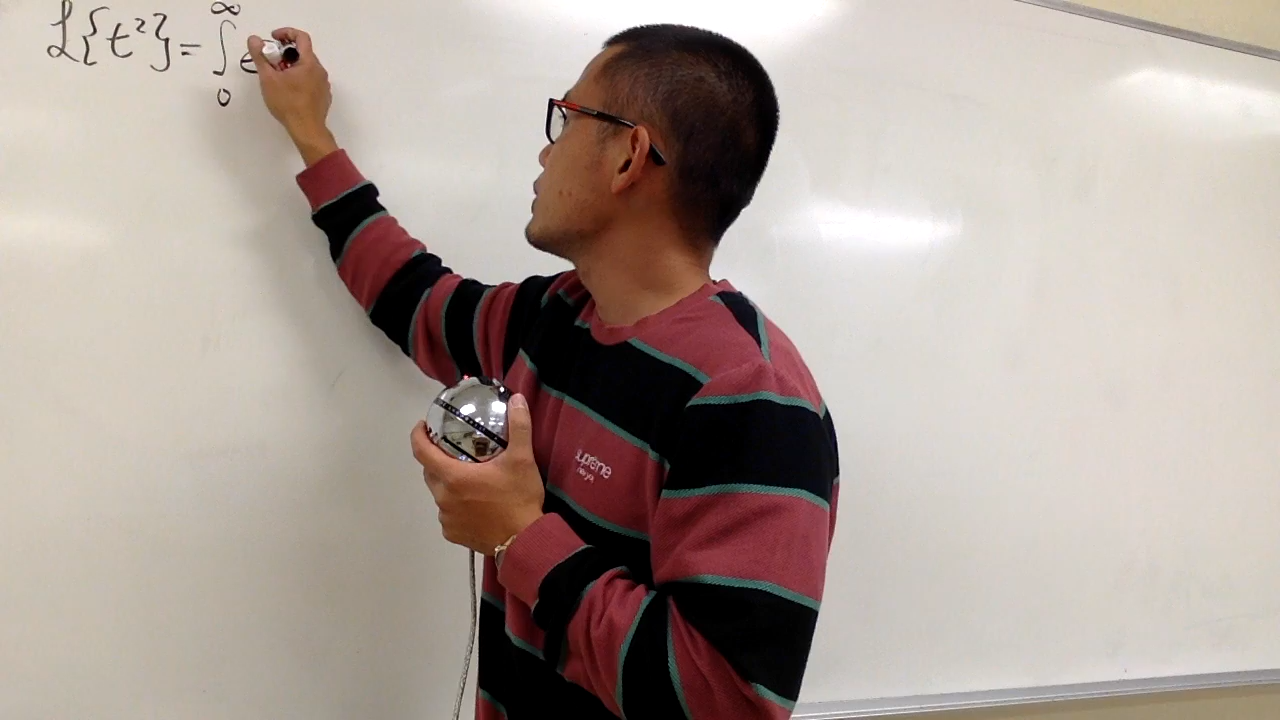 ℒ{t²} = ∫₀^∞ e
Supreme